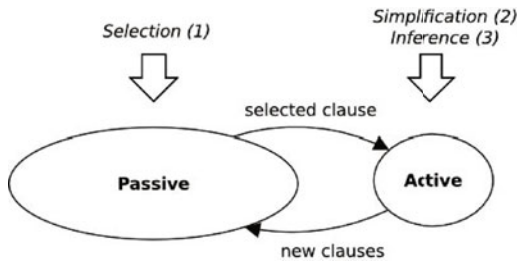 Selection (1)
Simplification (2)
Inference (3)
selected clause
Passive
Active
new clauses